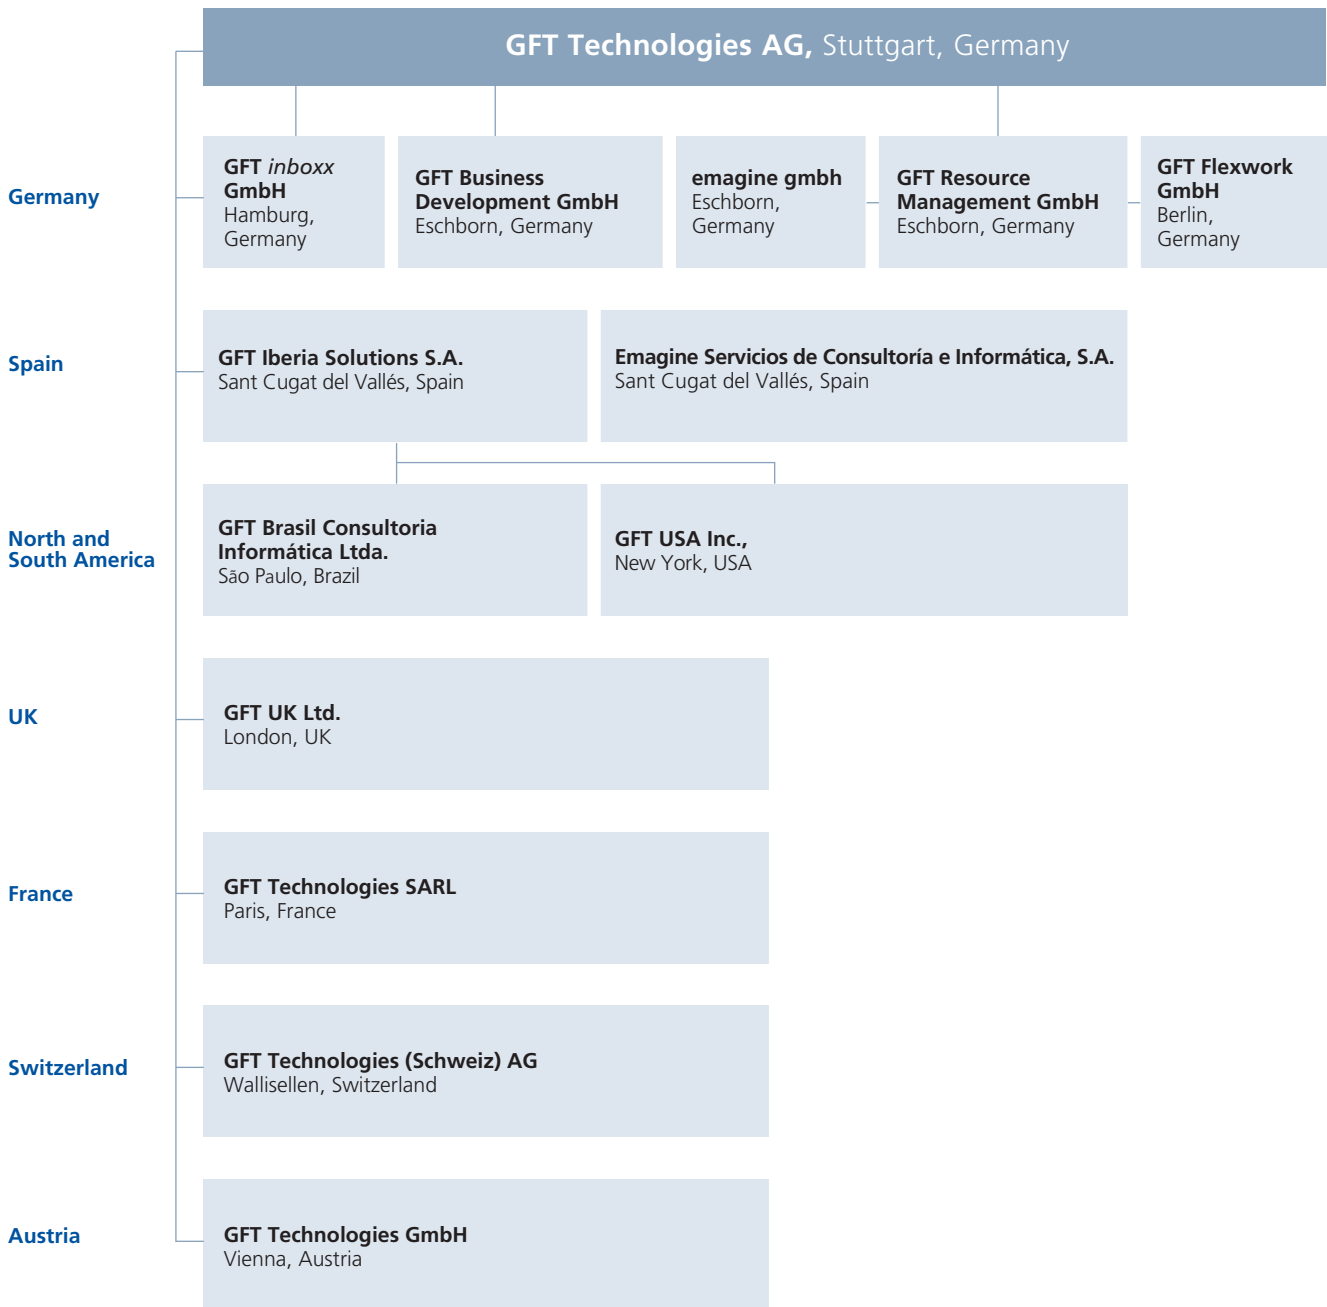 GFT Technologies AG, Stuttgart, Germany
Germany
GFT inboxx
GmbH
Hamburg,
Germany
GFT Business
Development GmbH
Eschborn, Germany
emagine gmbh
Eschborn,
Germany
GFT Resource
Management GmbH
Eschborn, Germany
GFT Flexwork
GmbH
Berlin,
Germany
Spain
GFT Iberia Solutions S.A.
Sant Cugat del Vallés, Spain
Emagine Servicios de Consultoría e Informática, S.A.
Sant Cugat del Vallés, Spain
North and
South America
GFT Brasil Consultoria
Informática Ltda.
São Paulo, Brazil
GFT USA Inc.,
New York, USA
UK
GFT UK Ltd.
London, UK
France
GFT Technologies SARL
Paris, France
Switzerland
GFT Technologies (Schweiz) AG
Wallisellen, Switzerland
Austria
GFT Technologies GmbH
Vienna, Austria